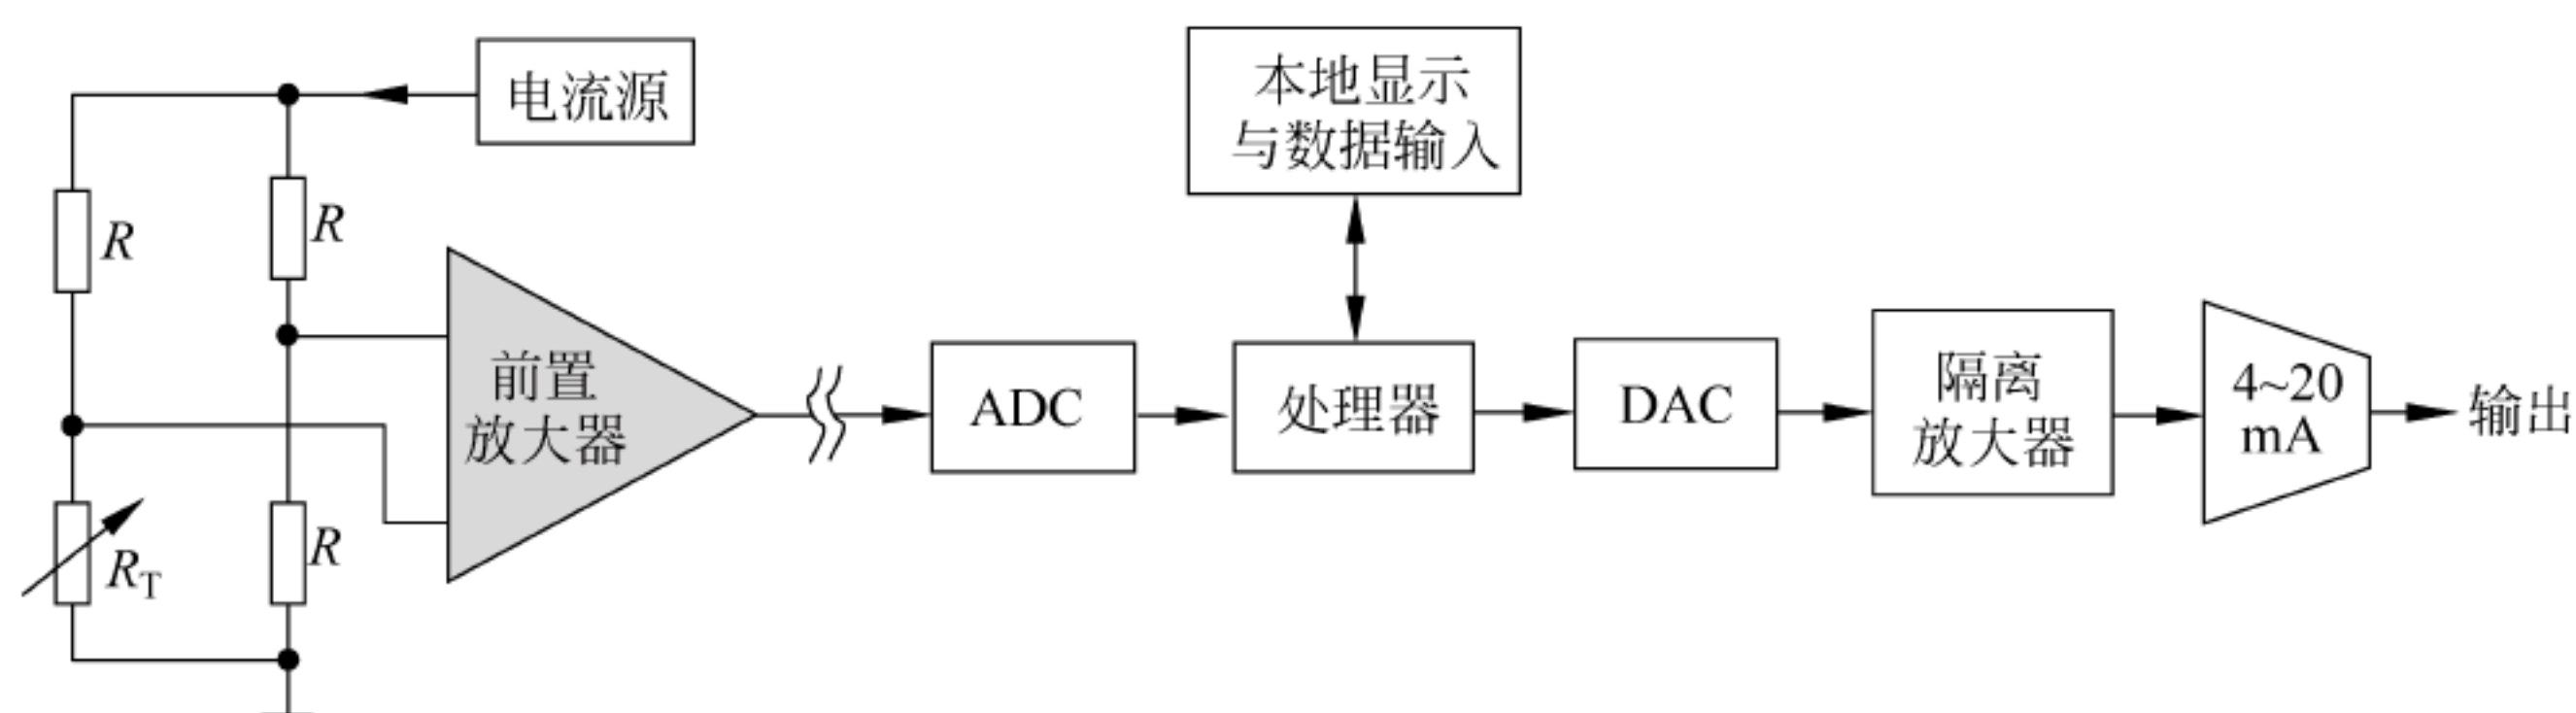 电流源
R
R
R
R_T
前置
放大器
ADC
本地显示
与数据输入
处理器
DAC
隔离
放大器
4~20
mA
输出